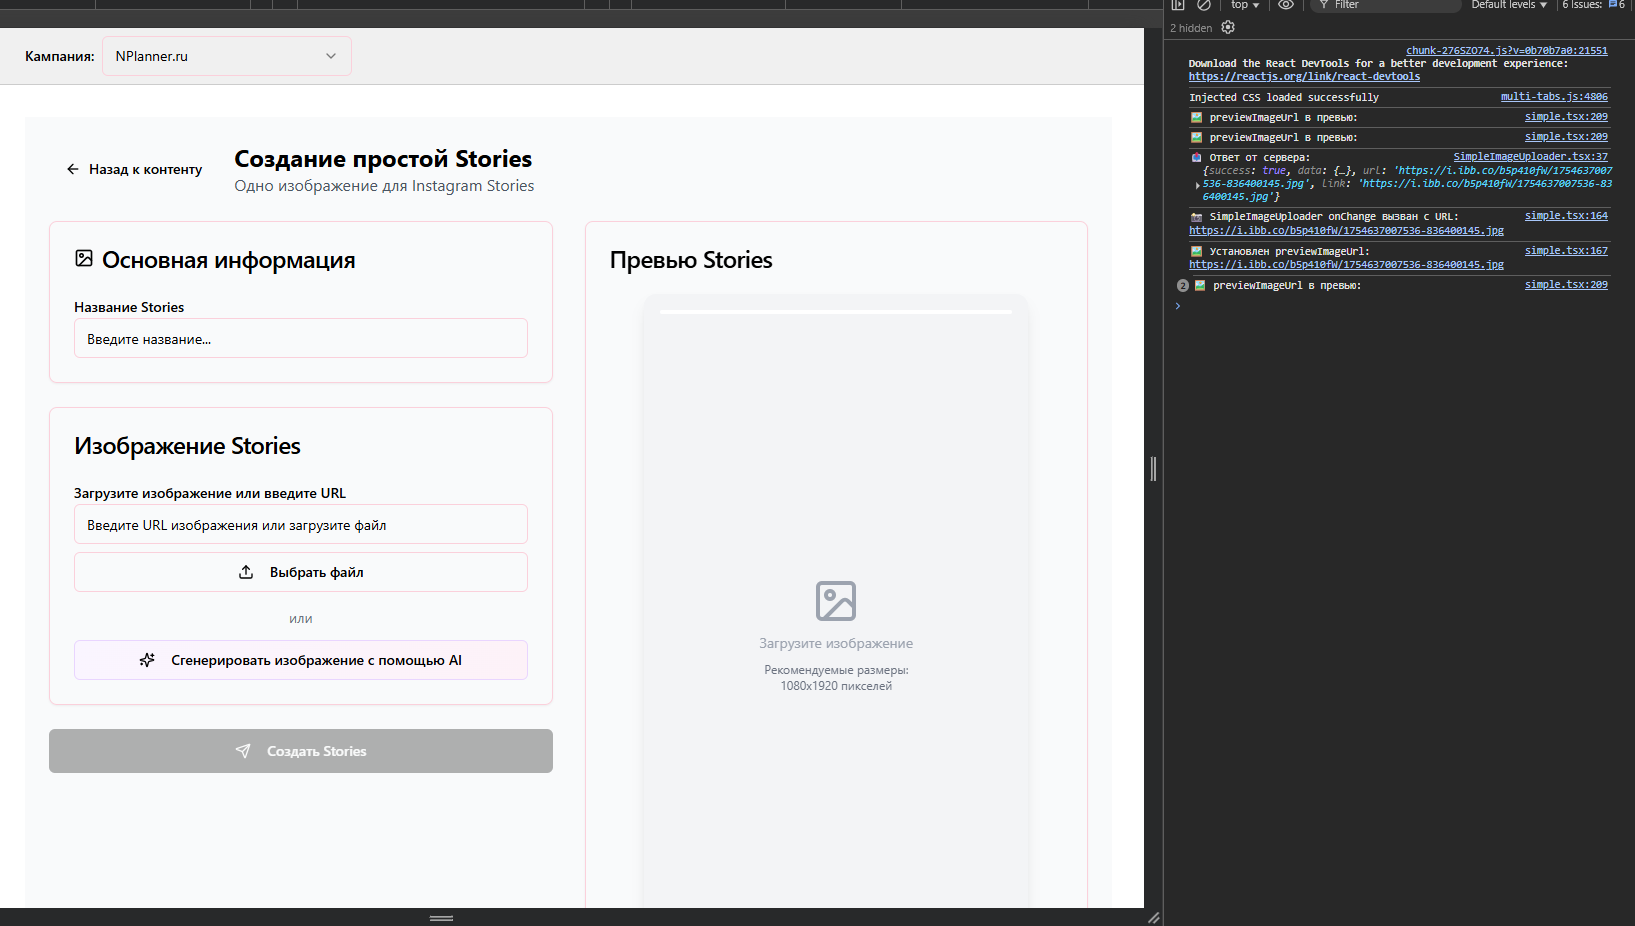 Кампания:
NPlanner.ru
Назад к контенту
Создание простой Stories
Одно изображение для Instagram Stories
Основная информация
Название Stories
Введите название...
Изображение Stories
Загрузите изображение или введите URL
Введите URL изображения или загрузите файл
Выбрать файл
или
Сгенерировать изображение с помощью AI
Создать Stories
Превью Stories
Загрузите изображение
Рекомендуемые размеры:
1080x1920 пикселей
top
Filter
Default levels
6 Issues:
6
2 hidden
chunk-276SZO74.js?v=0b70b7a0:21551
Download the React DevTools for a better development experience:
https://reactjs.org/link/react-devtools
Injected CSS loaded successfully
multi-tabs.js:4806
previewImageUrl в превью:
simple.tsx:209
previewImageUrl в превью:
simple.tsx:209
Ответ от сервера:
SimpleImageUploader.tsx:37
{success: true, data: {…}, url: 'https://i.ibb.co/b5p410fW/1754637007
536-836400145.jpg', link: 'https://i.ibb.co/b5p410fW/1754637007536-83
6400145.jpg'}
SimpleImageUploader onChange вызван с URL:
simple.tsx:164
https://i.ibb.co/b5p410fW/1754637007536-836400145.jpg
Установлен previewImageUrl:
simple.tsx:167
https://i.ibb.co/b5p410fW/1754637007536-836400145.jpg
2
previewImageUrl в превью:
simple.tsx:209